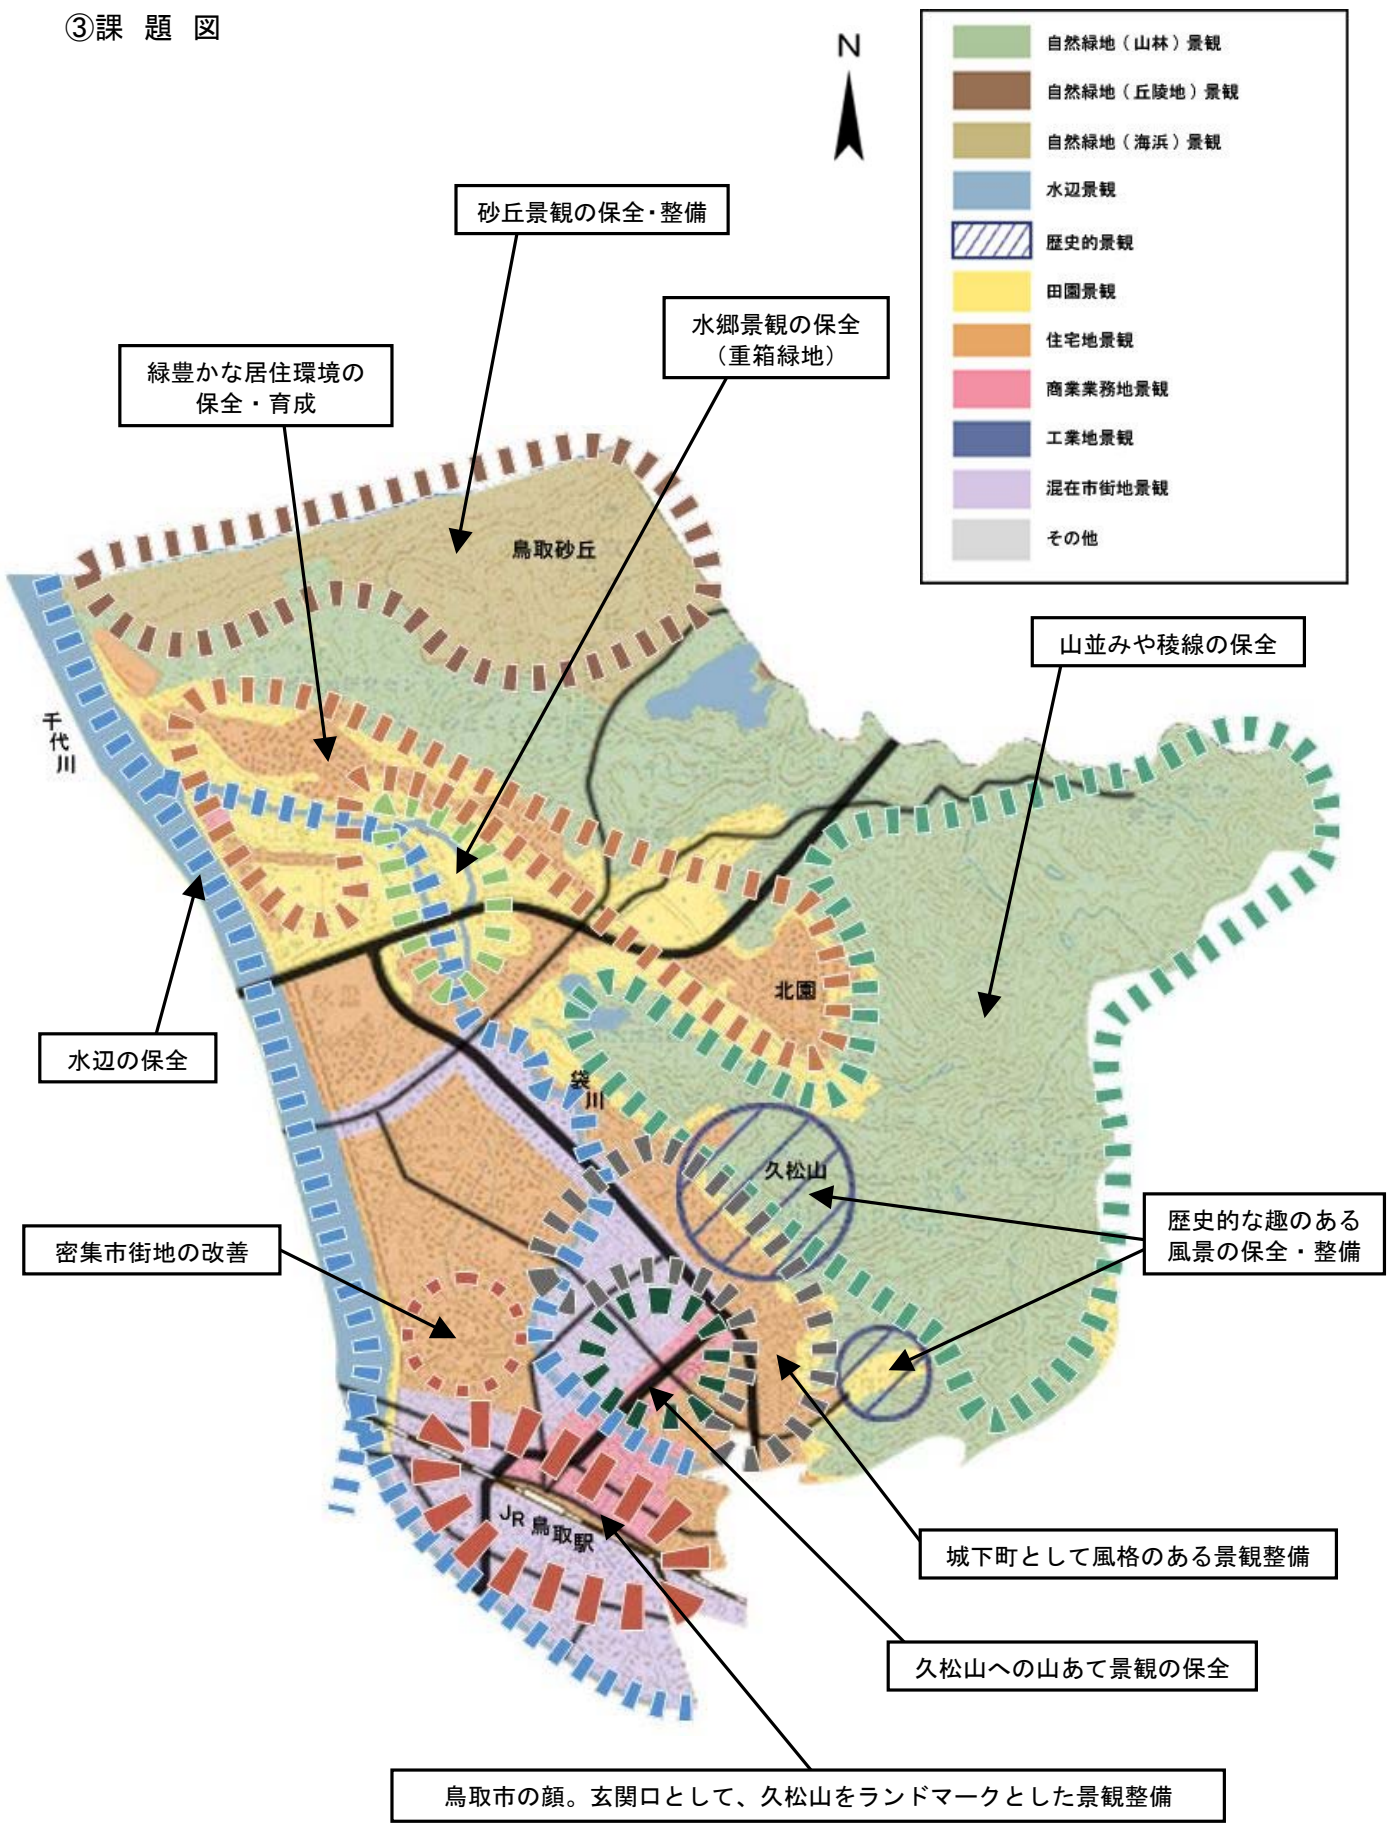 ③課題図
N
自然緑地（山林）景観
自然緑地（丘陵地）景観
自然緑地（海浜）景観
水辺景観
歴史的景観
田園景観
住宅地景観
商業業務地景観
工業地景観
混在市街地景観
その他
砂丘景観の保全・整備
水郷景観の保全
（重箱緑地）
緑豊かな居住環境の
保全・育成
鳥取砂丘
山並みや稜線の保全
千代川
北園
水辺の保全
袋川
久松山
歴史的な趣のある
風景の保全・整備
密集市街地の改善
JR鳥取駅
城下町として風格のある景観整備
久松山への山あて景観の保全
鳥取市の顔。玄関口として、久松山をランドマークとした景観整備